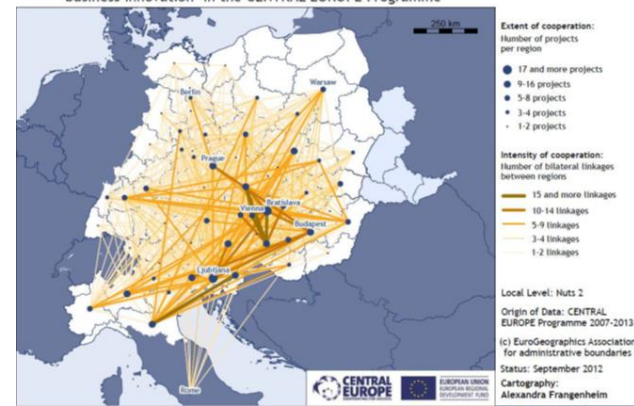 business innovation" in the CENTRAL EUROPE Programme
250 km
Extent of cooperation:
Number of projects
per region
17 and more projects
9-16 projects
5-8 projects
3-4 projects
1-2 projects
Intensity of cooperation:
Number of bilateral linkages
between regions
15 and more linkages
10-14 linkages
5-9 linkages
3-4 linkages
1-2 linkages
Local Level: Nuts 2
Origin of Data: CENTRAL
EUROPE Programme 2007-2013
(c) EuroGeographics Association
for administrative boundaries
Status: September 2012
Cartography:
Alexandra Frangenheim
Warsaw
Berlin
Prague
Bratislava
Vienna
Budapest
Ljubljana
Rome
CENTRAL
EUROPE
COOPERATING FOR SUCCESS.
EUROPEAN UNION
EUROPEAN REGIONAL
DEVELOPMENT FUND